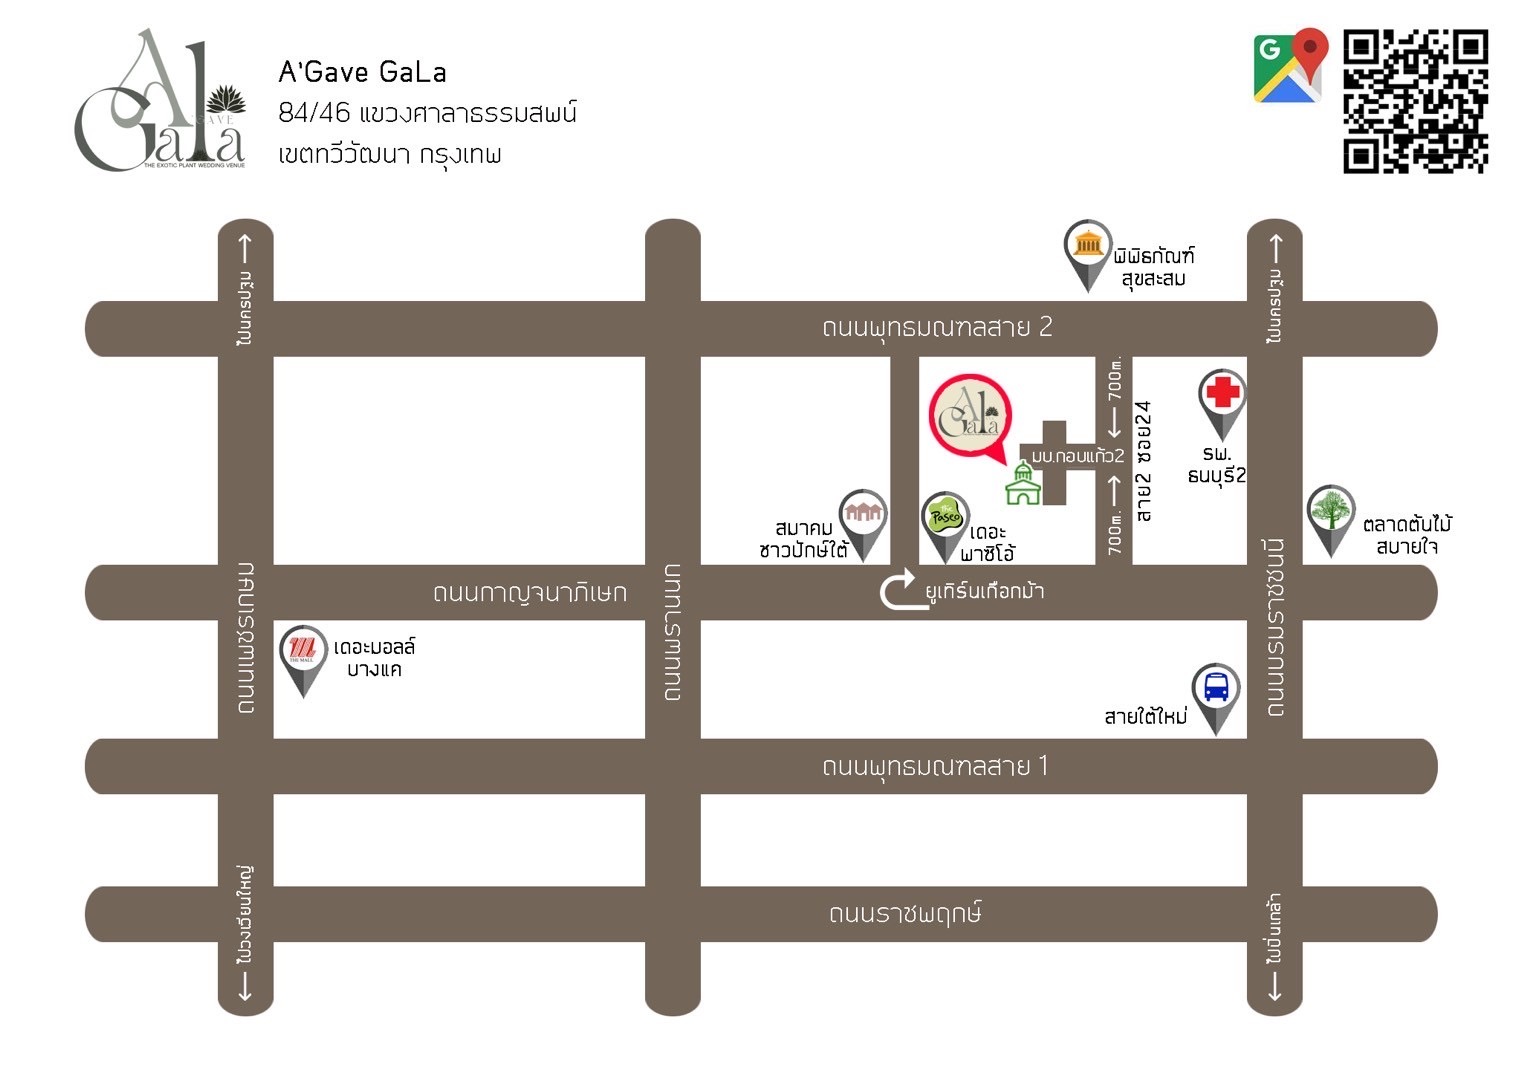 A'Gave GaLa
84/46 แขวงศาลาธรรมสพน์
เขตทวีวัฒนา กรุงเทพ
A GaLa
GAVE
THE EXOTIC PLANT WEDDING VENUE
G
ไปนครปฐม
ไปนครปฐม
พิพิธภัณฑ์
สุขสะสม
ถนนพุทธมณฑลสาย 2
700m.
A GaLa
มบ.กอบแก้ว2
สาย2 ซอย24
700m.
รพ.
ธนบุรี2
สมาคม
ชาวปักษ์ใต้
The
Paseo
เดอะ
พาซิโอ้
ตลาดต้นไม้
สบายใจ
ถนนกาญจนาภิเษก
ยูเทิร์นเกือกม้า
ถนนเพชรเกษม
ถนนพรานนก
ถนนบรมราชชนนี
THE MALL
เดอะมอลล์
บางแค
สายใต้ใหม่
ถนนพุทธมณฑลสาย 1
ถนนราชพฤกษ์
ไปวงเวียนใหญ่
ไปปิ่นเกล้า